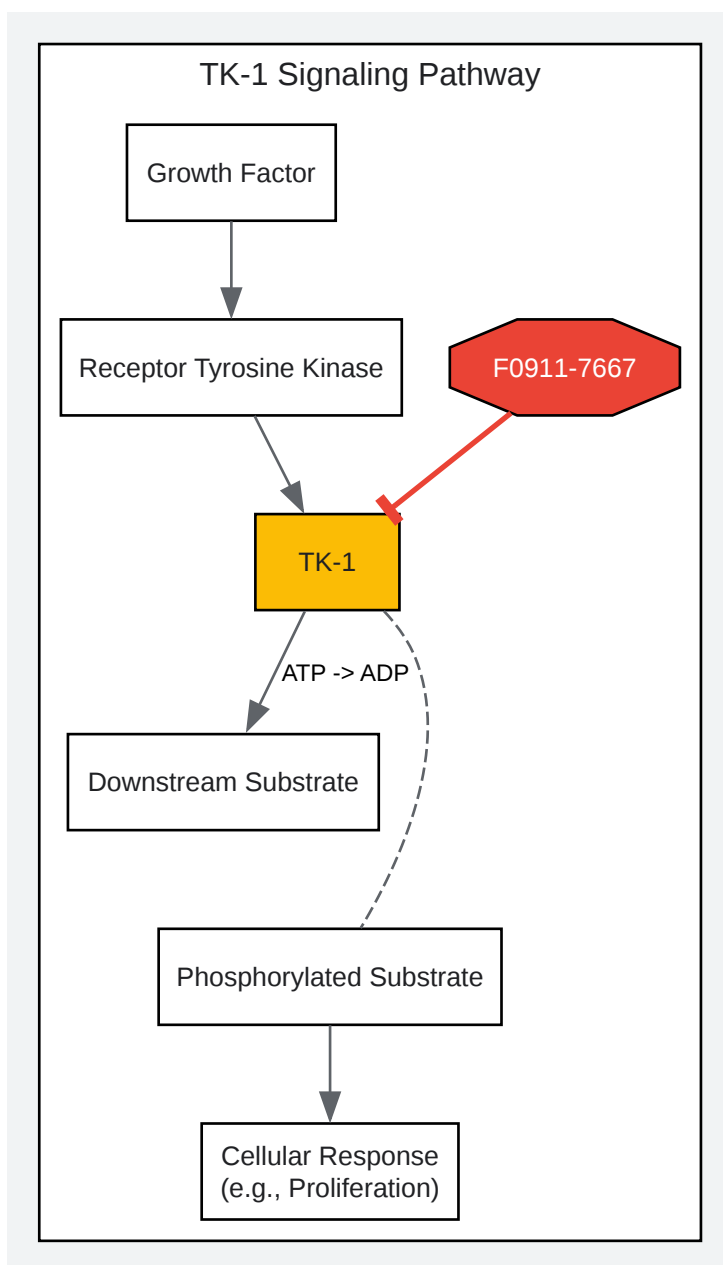 TK-1 Signaling Pathway
Growth Factor
Receptor Tyrosine Kinase
F0911-7667
TK-1
ATP -> ADP
Downstream Substrate
Phosphorylated Substrate
Cellular Response
(e.g., Proliferation)